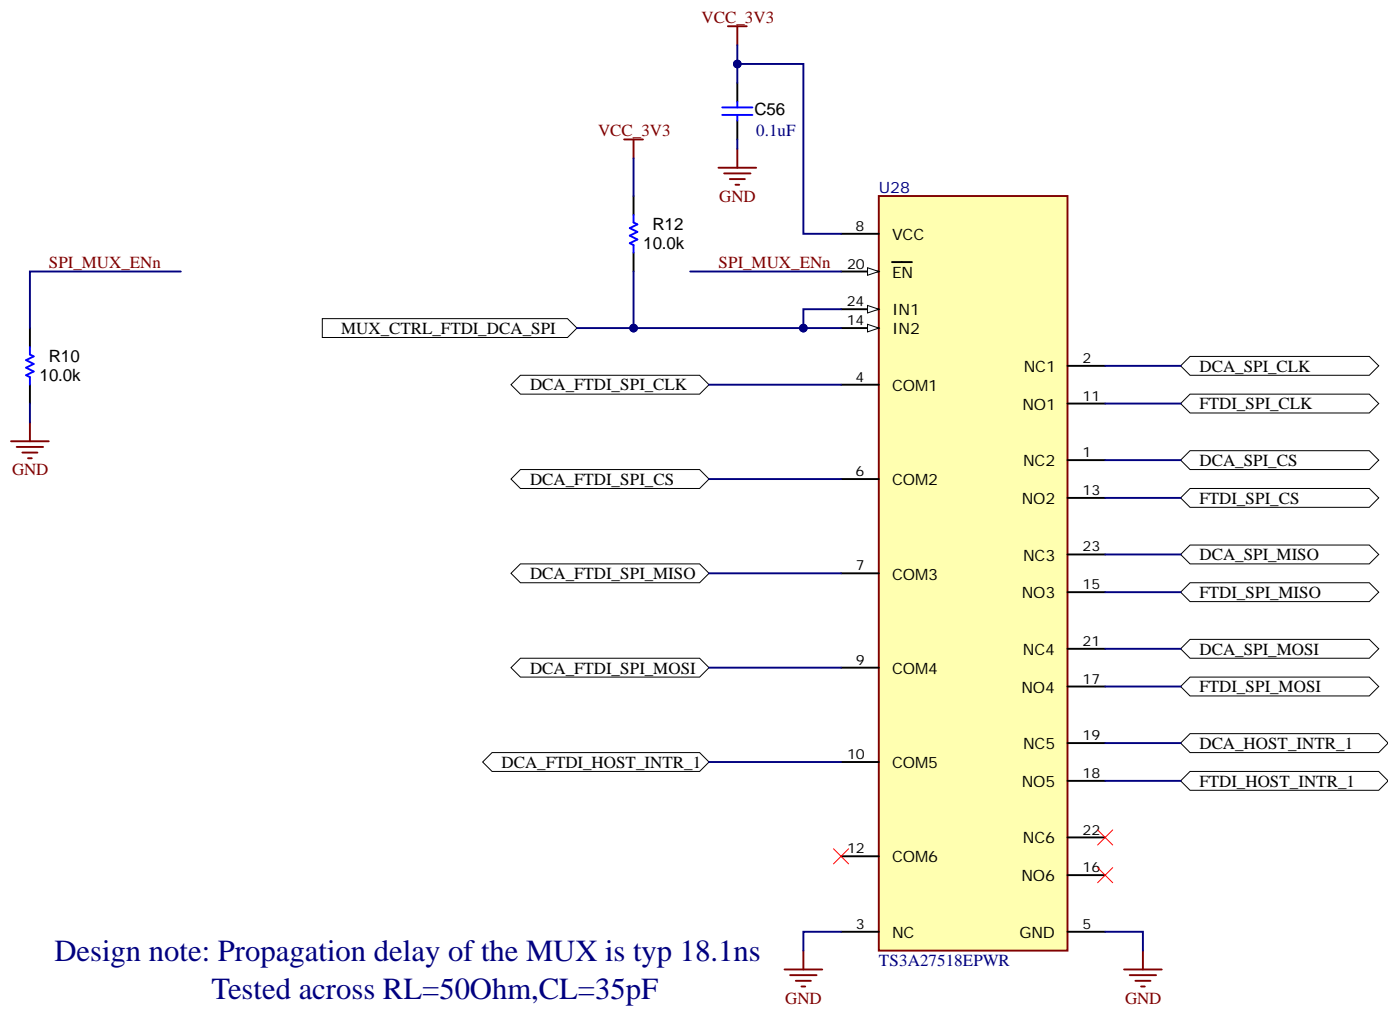 VCC_3V3
C56
0.1uF
GND
VCC_3V3
R12
10.0k
SPI_MUX_ENn
R10
10.0k
GND
U28
8 VCC
SPI_MUX_ENn 20 EN
24 IN1
MUX_CTRL_FTDI_DCA_SPI 14 IN2
NC1 2 DCA_SPI_CLK
DCA_FTDI_SPI_CLK 4 COM1
NO1 11 FTDI_SPI_CLK
NC2 1 DCA_SPI_CS
DCA_FTDI_SPI_CS 6 COM2
NO2 13 FTDI_SPI_CS
NC3 23 DCA_SPI_MISO
DCA_FTDI_SPI_MISO 7 COM3
NO3 15 FTDI_SPI_MISO
NC4 21 DCA_SPI_MOSI
DCA_FTDI_SPI_MOSI 9 COM4
NO4 17 FTDI_SPI_MOSI
NC5 19 DCA_HOST_INTR_1
DCA_FTDI_HOST_INTR_1 10 COM5
NO5 18 FTDI_HOST_INTR_1
NC6 22
12 COM6
NO6 16
3 NC GND 5
TS3A27518EPWR
GND
GND
Design note: Propagation delay of the MUX is typ 18.1ns
Tested across RL=50Ohm,CL=35pF